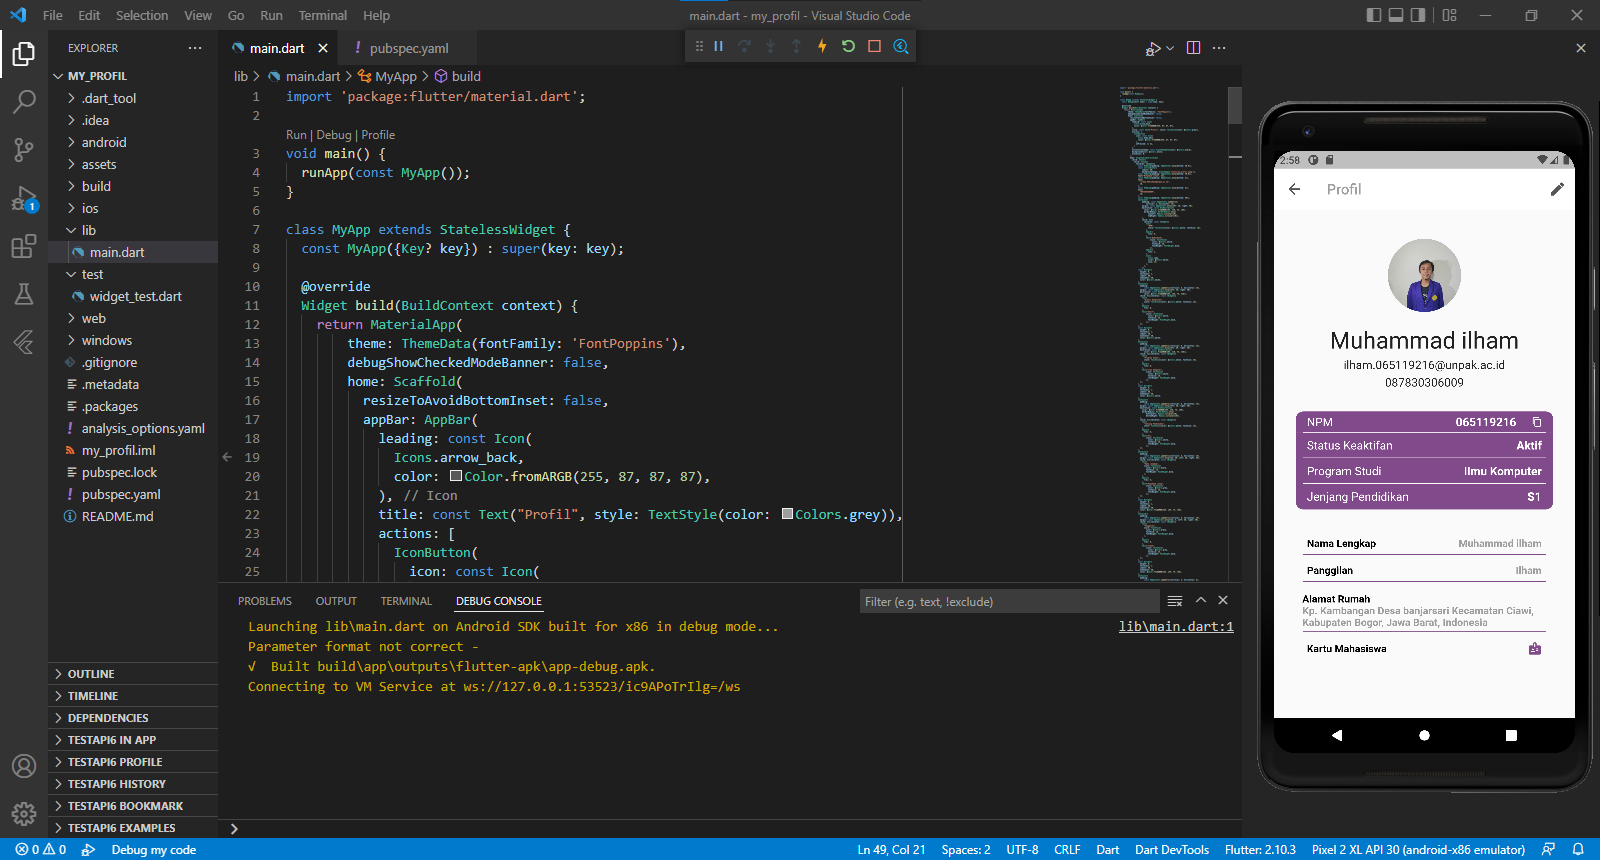 File Edit Selection View Go Run Terminal Help
main.dart - my_profil - Visual Studio Code
EXPLORER
MY_PROFIL
.dart_tool
.idea
android
assets
build
ios
lib
main.dart
test
widget_test.dart
web
windows
.gitignore
.metadata
.packages
analysis_options.yaml
my_profil.iml
pubspec.lock
pubspec.yaml
README.md
OUTLINE
TIMELINE
DEPENDENCIES
TESTAPI6 IN APP
TESTAPI6 PROFILE
TESTAPI6 HISTORY
TESTAPI6 BOOKMARK
TESTAPI6 EXAMPLES
1
main.dart
! pubspec.yaml
lib > main.dart > MyApp > build
1 import 'package:flutter/material.dart';
2
Run | Debug | Profile
3 void main() {
4 runApp(const MyApp());
5 }
6
7 class MyApp extends StatelessWidget {
8 const MyApp({Key? key}) : super(key: key);
9
10 @override
11 Widget build(BuildContext context) {
12 return MaterialApp(
13 theme: ThemeData(fontFamily: 'FontPoppins'),
14 debugShowCheckedModeBanner: false,
15 home: Scaffold(
16 resizeToAvoidBottomInset: false,
17 appBar: AppBar(
18 leading: const Icon(
19 Icons.arrow_back,
20 color: Color.fromARGB(255, 87, 87, 87),
21 ), // Icon
22 title: const Text("Profil", style: TextStyle(color: Colors.grey)),
23 actions: [
24 IconButton(
25 icon: const Icon(
PROBLEMS OUTPUT TERMINAL DEBUG CONSOLE
Filter (e.g. text, !exclude)
Launching lib\main.dart on Android SDK built for x86 in debug mode...
lib\main.dart:1
Parameter format not correct -
√ Built build\app\outputs\flutter-apk\app-debug.apk.
Connecting to VM Service at ws://127.0.0.1:53523/ic9APoTrIlg=/ws
2:58
Profil
Muhammad ilham
ilham.065119216@unpak.ac.id
087830306009
NPM 065119216
Status Keaktifan Aktif
Program Studi Ilmu Komputer
Jenjang Pendidikan S1
Nama Lengkap Muhammad ilham
Panggilan Ilham
Alamat Rumah
Kp. Kambangan Desa banjarsari Kecamatan Ciawi,
Kabupaten Bogor, Jawa Barat, Indonesia
Kartu Mahasiswa
0 0 Debug my code
Ln 49, Col 21 Spaces: 2 UTF-8 CRLF Dart Dart DevTools Flutter: 2.10.3 Pixel 2 XL API 30 (android-x86 emulator)